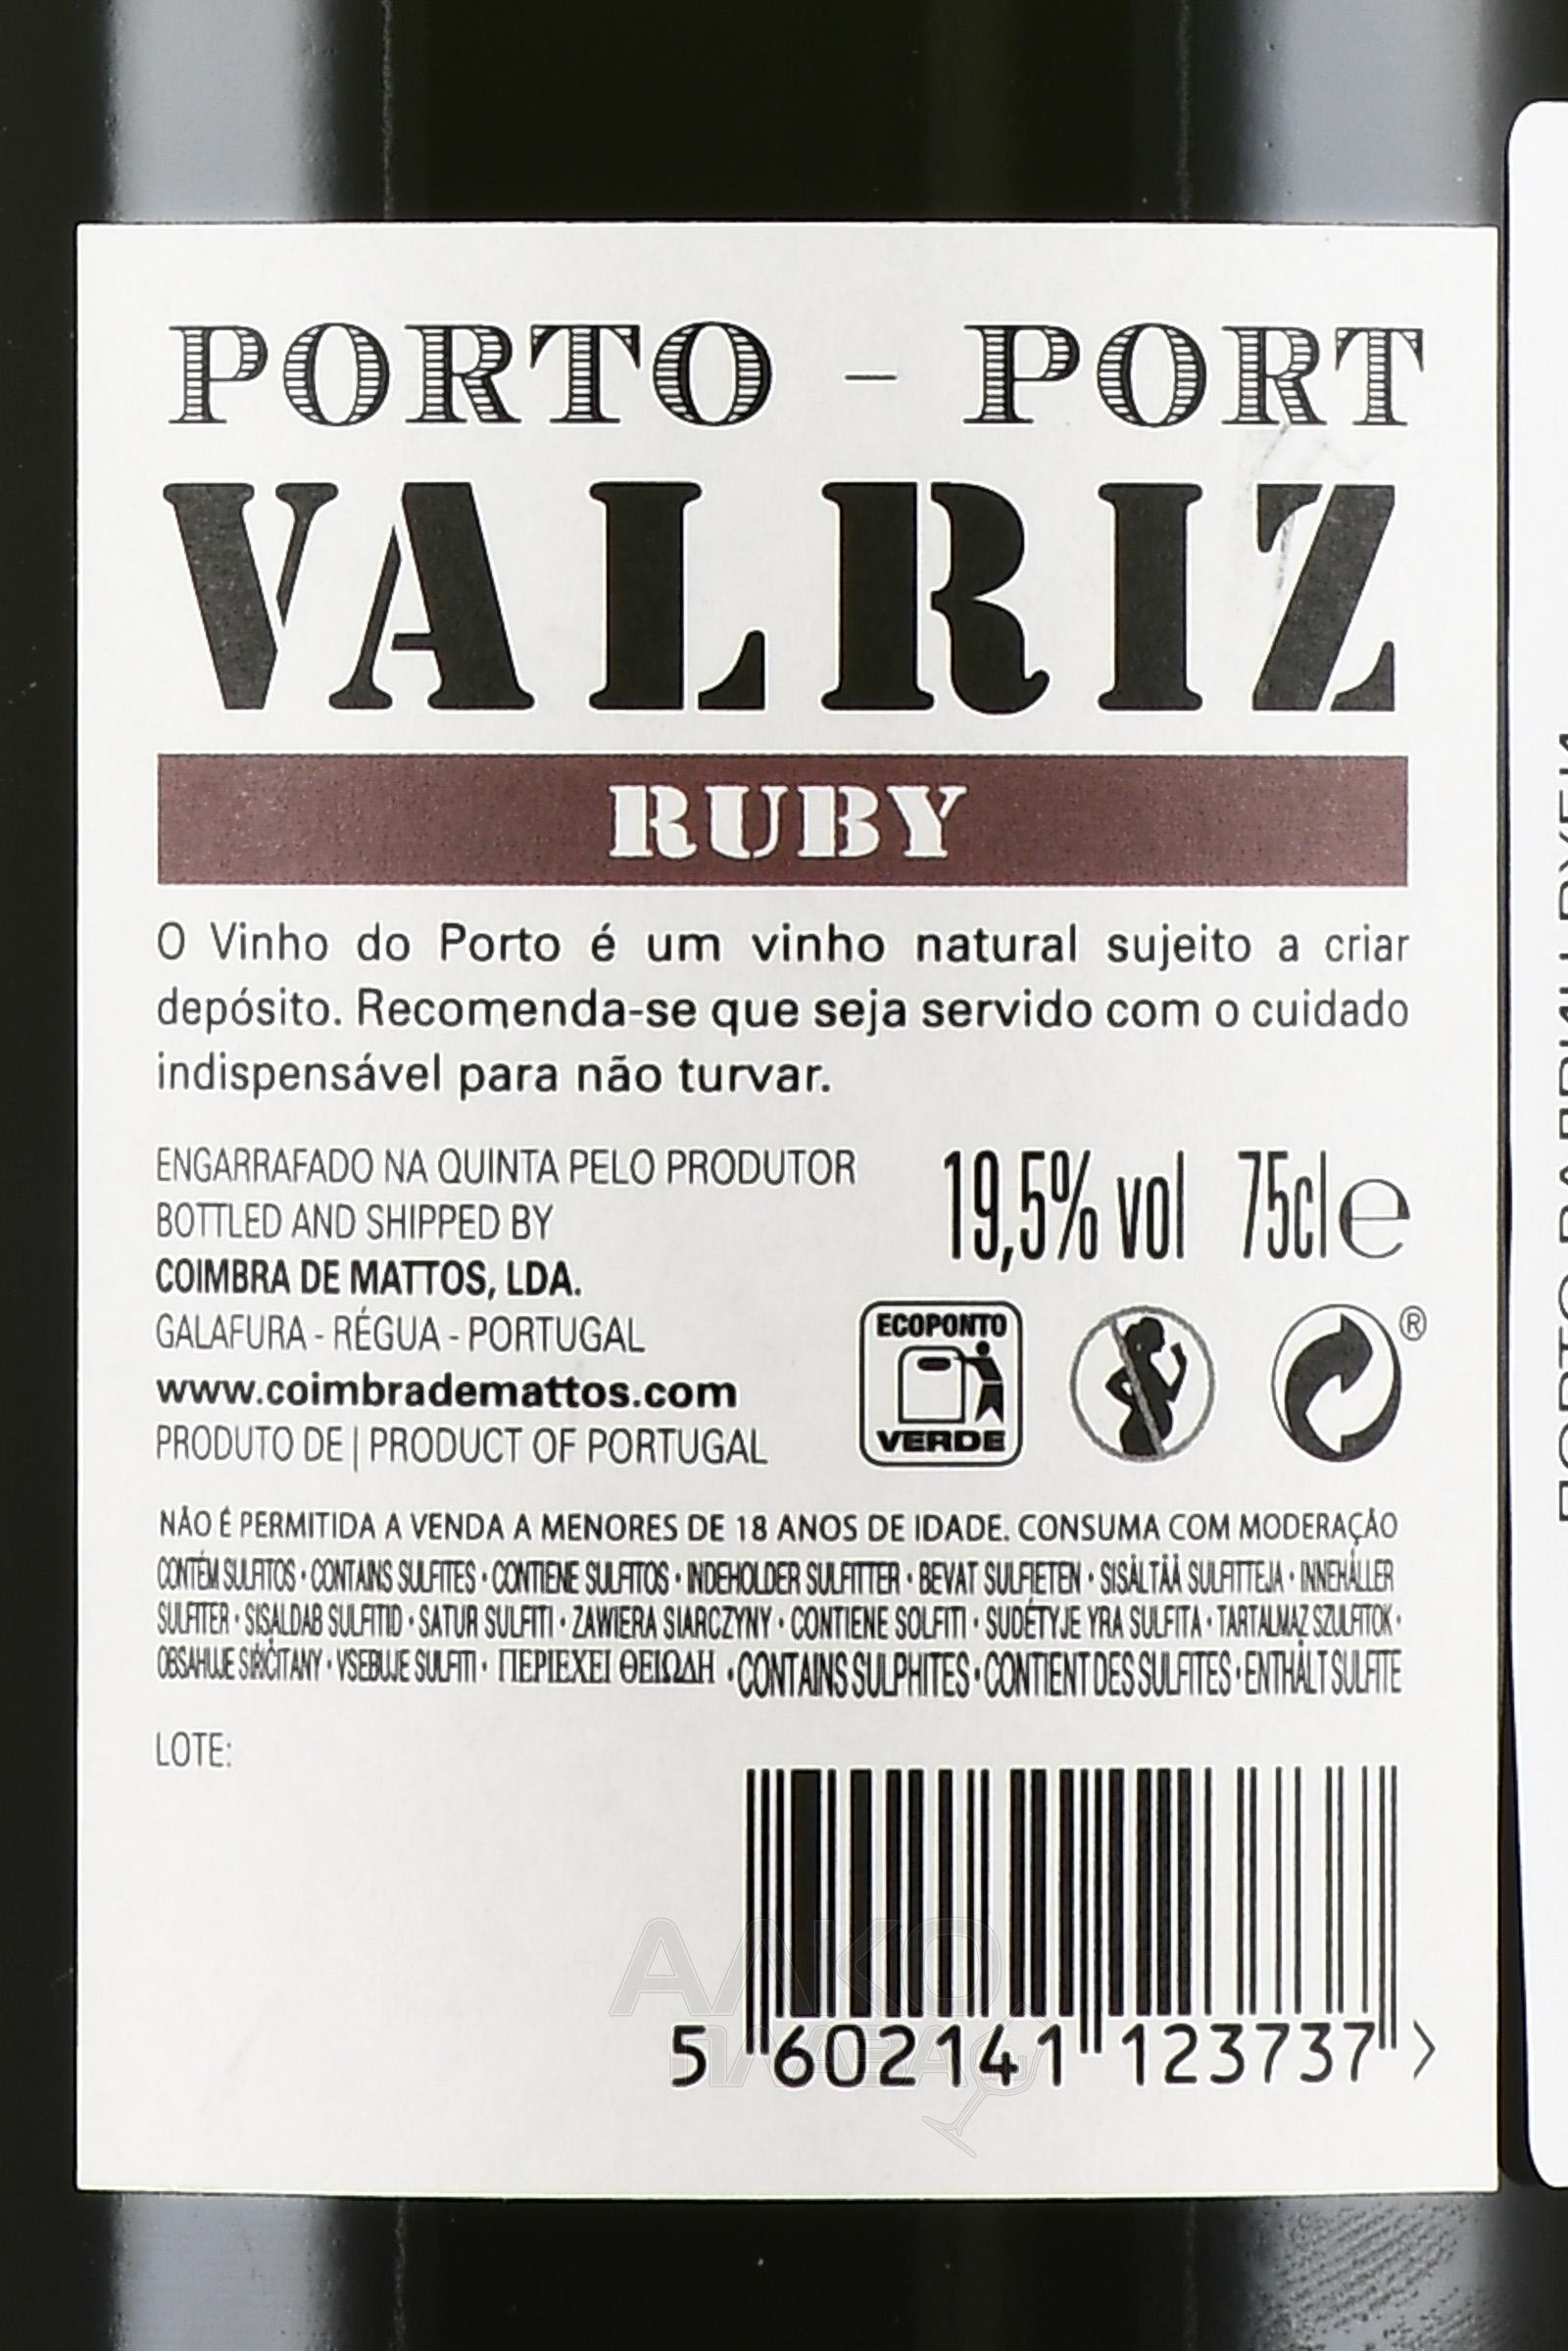 PORTO - PORT
VALRIZ
RUBY
O Vinho do Porto é um vinho natural sujeito a criar
depósito. Recomenda-se que seja servido com o cuidado
indispensável para não turvar.
ENGARRAFADO NA QUINTA PELO PRODUTOR
BOTTLED AND SHIPPED BY
COIMBRA DE MATTOS, LDA.
GALAFURA - RÉGUA - PORTUGAL
www.coimbradematt​os.com
PRODUTO DE | PRODUCT OF PORTUGAL
19,5% vol 75cl e
ECOPONTO
VERDE
®
NÃO É PERMITIDA A VENDA A MENORES DE 18 ANOS DE IDADE. CONSUMA COM MODERAÇÃO
CONTÉM SULFITOS · CONTAINS SULFITES · CONTIENE SULFITOS · INDEHOLDER SULFITTER · BEVAT SULFIETEN · SISÄLTÄÄ SULFITTEJA · INNEHÅLLER
SULFITER · SISALDAB SULFITID · SATUR SULFITI · ZAWIERA SIARCZYNY · CONTIENE SOLFITI · SUDĖTYJE YRA SULFITA · TARTALMAZ SZULFITOK ·
OBSAHUJE SIŘIČITANY · VSEBUJE SULFITI · ΠΕΡΙΕΧΕΙ ΘΕΙΩΔΗ · CONTAINS SULPHITES · CONTIENT DES SULFITES · ENTHÄLT SULFITE
LOTE:
5 602141 123737 >
АЛКО